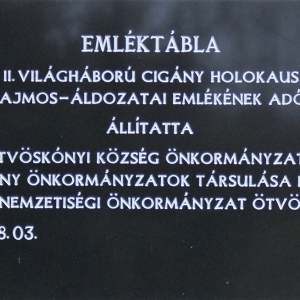 EMLÉKTÁBLA
II. VILÁGHÁBORÚ CIGÁNY HOLOKAUS
AJMOS-ÁLDOZATAI EMLÉKÉNEK ADÓ
ÁLLÍTATTA
TVÖSKÓNYI KÖZSÉG ÖNKORMÁNYZAT
NY ÖNKORMÁNYZATOK TÁRSULÁSA
NEMZETISÉGI ÖNKORMÁNYZAT ÖTVÖ
8.03.